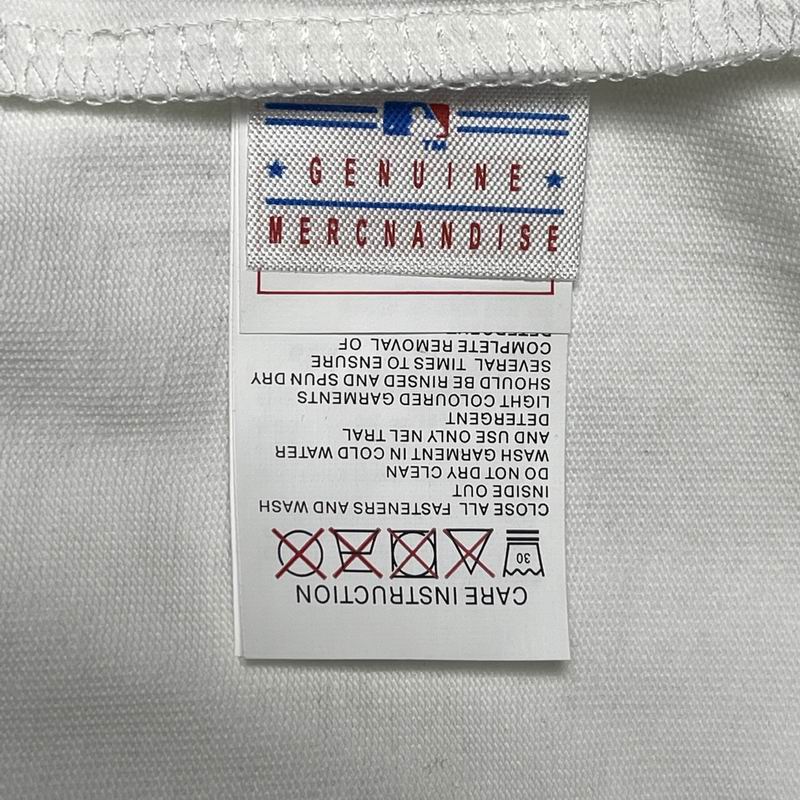 TM
★ GENUINE ★
MERCNANDISE
CARE INSTRUCTION
30
CLOSE ALL FASTENERS AND WASH
INSIDE OUT
DO NOT DRY CLEAN
WASH GARMENT IN COLD WATER
AND USE ONLY NEL TRAL
DETERGENT
LIGHT COLOURED GARMENTS
SHOULD BE RINSED AND SPUN DRY
SEVERAL TIMES TO ENSURE
COMPLETE REMOVAL OF